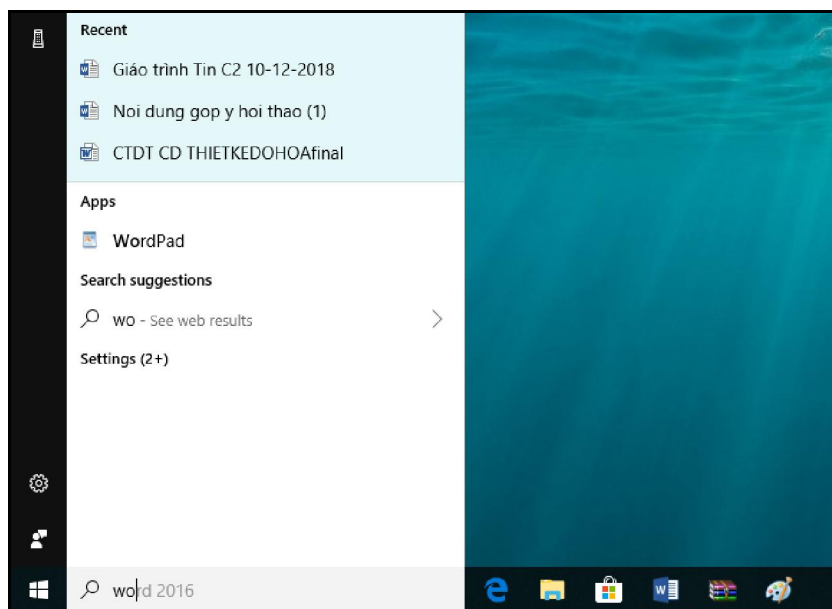 Recent
Giáo trình Tin C2 10-12-2018
Noi dung gop y hoi thao (1)
CTDT CD THIETKEDOHOAfinal
Apps
WordPad
Search suggestions
wo - See web results
Settings (2+)
word 2016